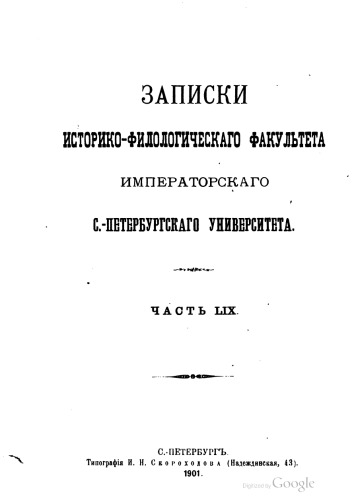 ЗАПИСКИ
ИСТОРИКО-ФИЛОЛОГИЧЕСКАГО ФАКУЛЬТЕТА
ИМПЕРАТОРСКАГО
С.-ПЕТЕРБУРГСКАГО УНИВЕРСИТЕТА.
ЧАСТЬ LIX.
С.-ПЕТЕРБУРГЪ.
Типографія И. Н. Скороходова (Надеждинская, 43).
1901.
Digitized by Google